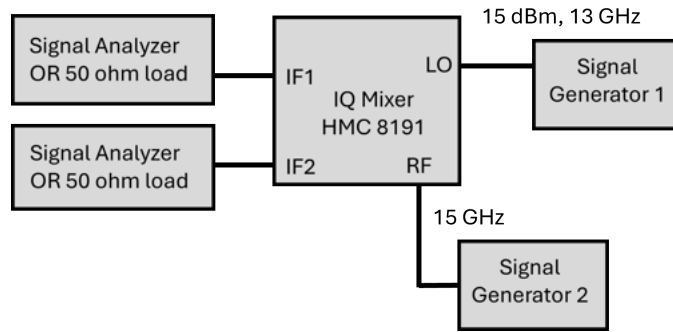 15 dBm, 13 GHz
Signal Analyzer
OR 50 ohm load
IF1
LO
Signal
Generator 1
IQ Mixer
HMC 8191
Signal Analyzer
OR 50 ohm load
IF2
RF
15 GHz
Signal
Generator 2